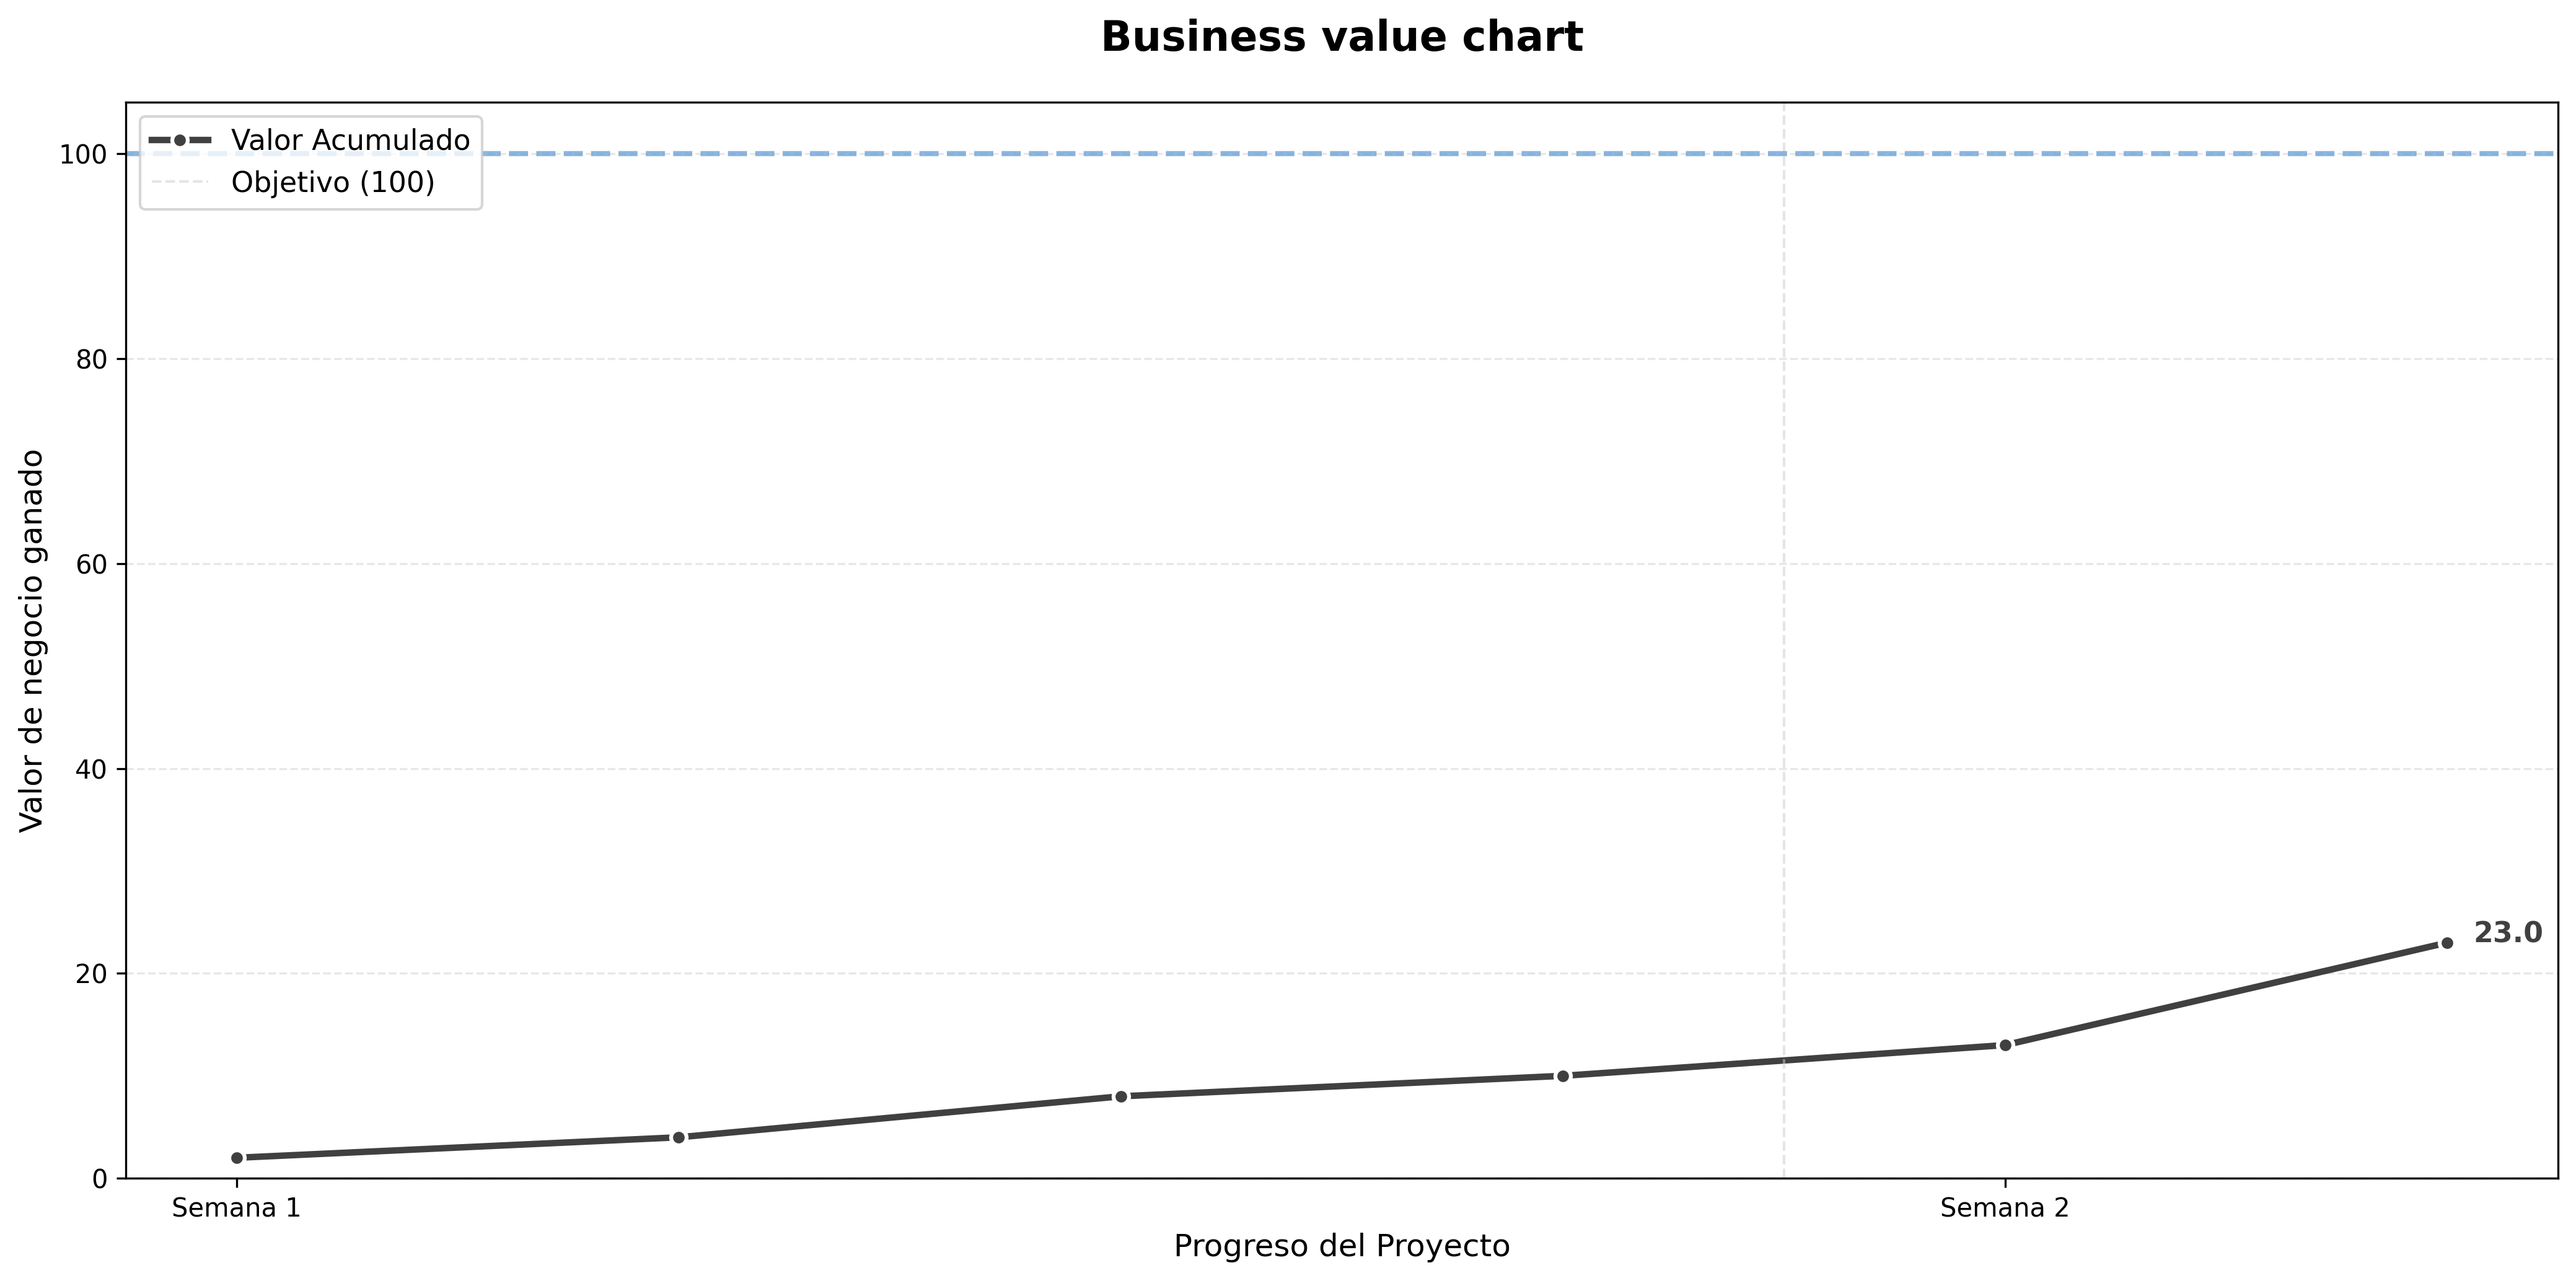 Business value chart
Valor Acumulado
Objetivo (100)
100
80
60
40
20
0
Valor de negocio ganado
23.0
Semana 1
Semana 2
Progreso del Proyecto